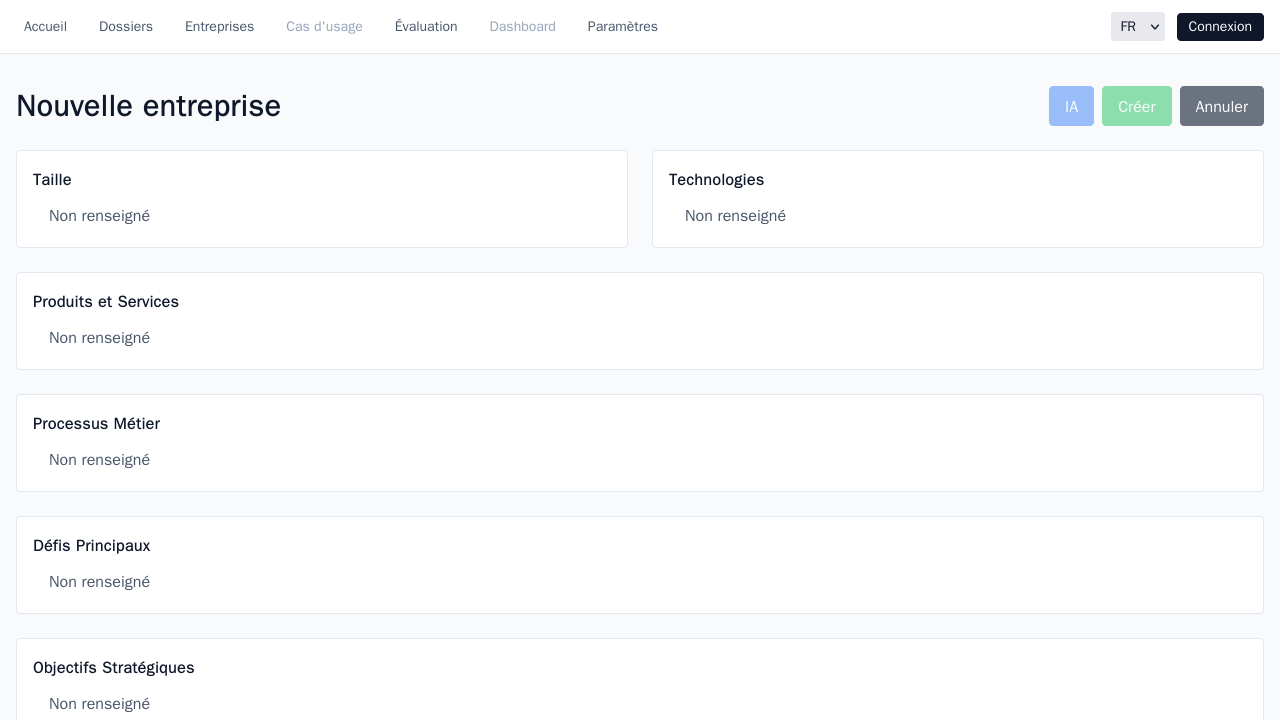 Accueil Dossiers Entreprises Cas d'usage Évaluation Dashboard Paramètres FR Connexion
Nouvelle entreprise IA Créer Annuler
Taille Technologies
Non renseigné Non renseigné
Produits et Services
Non renseigné
Processus Métier
Non renseigné
Défis Principaux
Non renseigné
Objectifs Stratégiques
Non renseigné